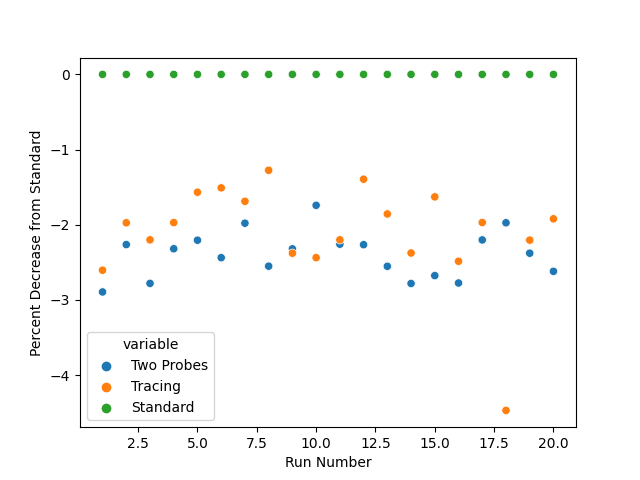 0
−1
−2
−3
−4
Percent Decrease from Standard
variable
Two Probes
Tracing
Standard
2.5 5.0 7.5 10.0 12.5 15.0 17.5 20.0
Run Number